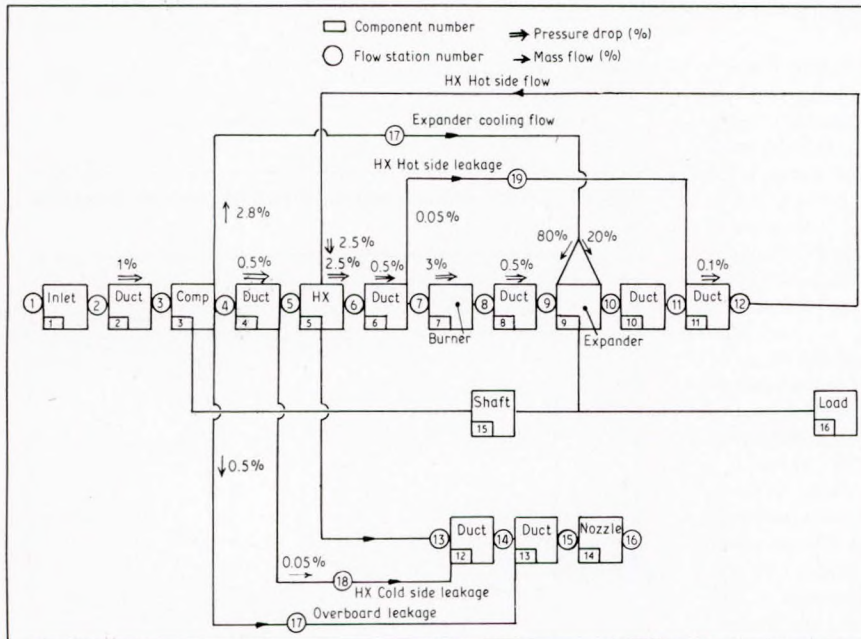 Component number
Pressure drop (%)
Flow station number
Mass flow (%)
HX Hot side flow
17 Expander cooling flow
HX Hot side leakage 19
2.8%
0.05%
2.5%
80% 20%
1% 0.5% 2.5% 0.5% 3% 0.5% 0.1%
1 Inlet 2 Duct 3 Comp 4 Duct 5 HX 6 Duct 7 8 Duct 9 10 Duct 11 Duct 12
1 2 3 4 5 6 7 8 9 10 11
Burner
Expander
Shaft
15
Load
16
0.5%
13 Duct 14 Duct 15 Nozzle 16
12 13 14
0.05%
18
HX Cold side leakage
Overboard leakage
17